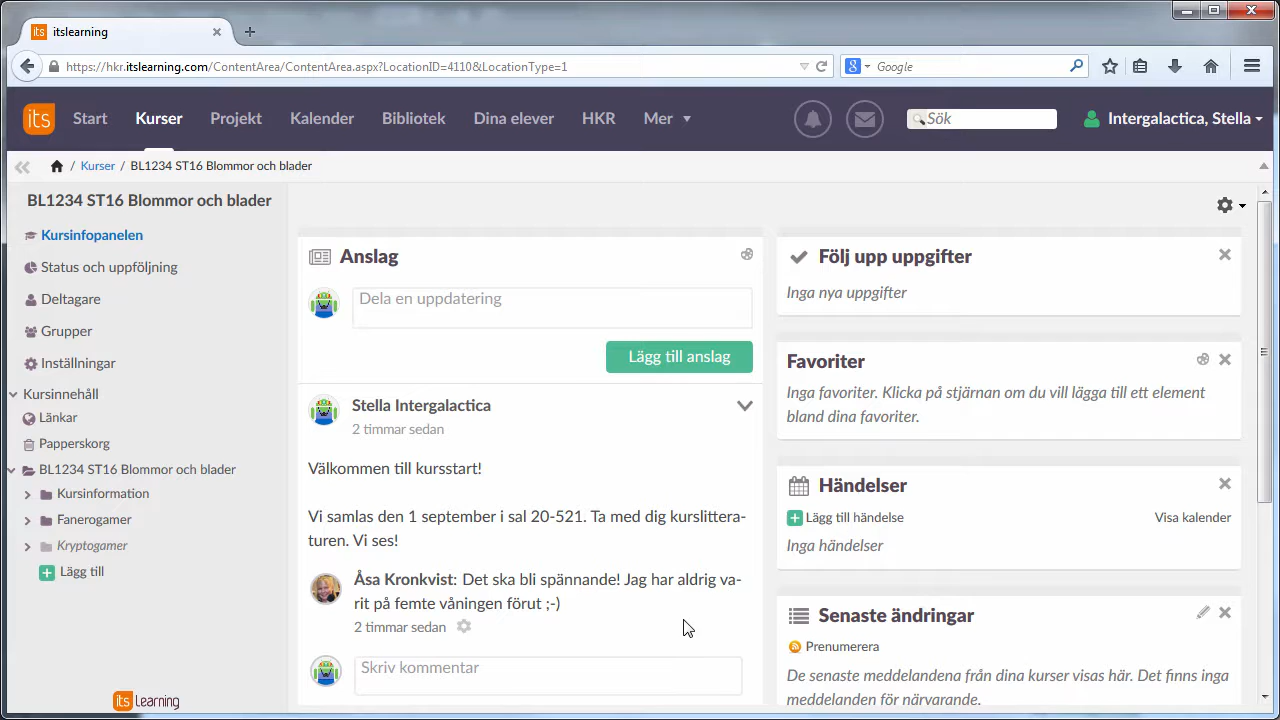 its itslearning
https://hkr.itslearning.com/ContentArea/ContentArea.aspx?LocationID=4110&LocationType=1
8 Google
its Start Kurser Projekt Kalender Bibliotek Dina elever HKR Mer Sök Intergalactica, Stella
/ Kurser / BL1234 ST16 Blommor och blader
BL1234 ST16 Blommor och blader
Kursinfopanelen
Status och uppföljning
Deltagare
Grupper
Inställningar
Kursinnehåll
Länkar
Papperskorg
BL1234 ST16 Blommor och blader
Kursinformation
Fanerogamer
Kryptogamer
Lägg till
its Learning
Anslag
Dela en uppdatering
Lägg till anslag
Stella Intergalactica
2 timmar sedan
Välkommen till kursstart!
Vi samlas den 1 september i sal 20-521. Ta med dig kurslittera-
turen. Vi ses!
Åsa Kronkvist: Det ska bli spännande! Jag har aldrig va-
rit på femte våningen förut ;-)
2 timmar sedan
Skriv kommentar
Följ upp uppgifter
Inga nya uppgifter
Favoriter
Inga favoriter. Klicka på stjärnan om du vill lägga till ett element
bland dina favoriter.
Händelser
Lägg till händelse Visa kalender
Inga händelser
Senaste ändringar
Prenumerera
De senaste meddelandena från dina kurser visas här. Det finns inga
meddelanden för närvarande.